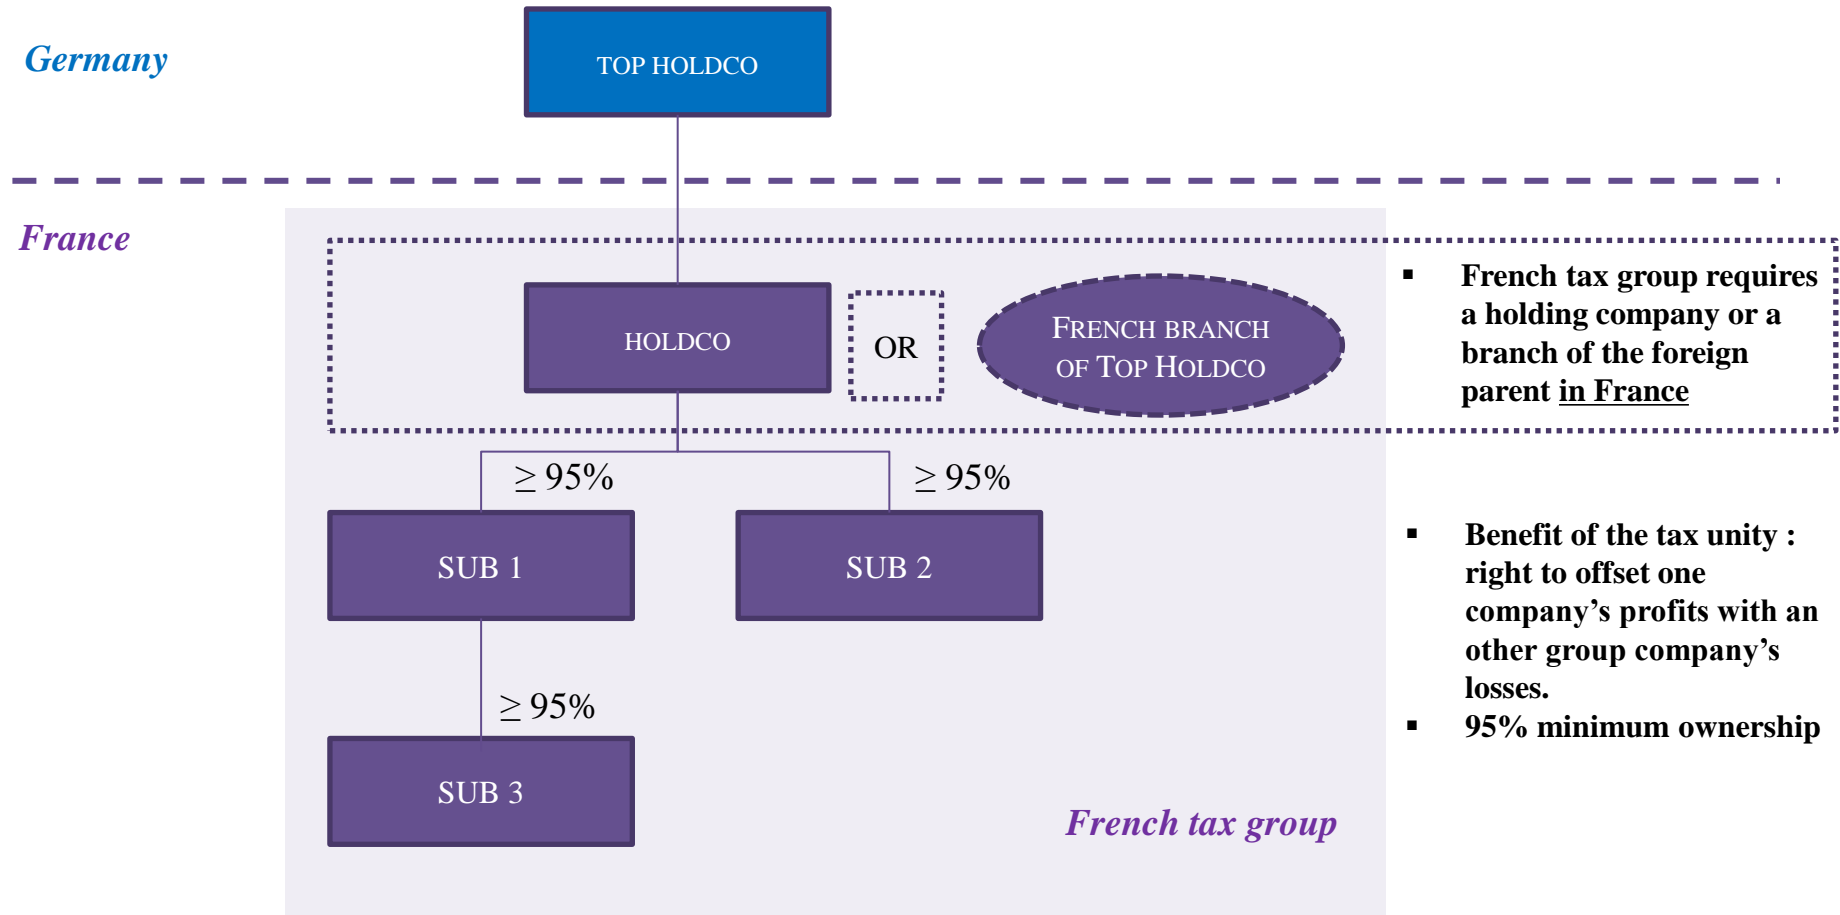 Germany
TOP HOLDCO
France
HOLDCO
OR
FRENCH BRANCH
OF TOP HOLDCO
▪ French tax group requires
a holding company or a
branch of the foreign
parent in France
≥ 95%
≥ 95%
SUB 1
SUB 2
▪ Benefit of the tax unity :
right to offset one
company’s profits with an
other group company’s
losses.
▪ 95% minimum ownership
≥ 95%
SUB 3
French tax group